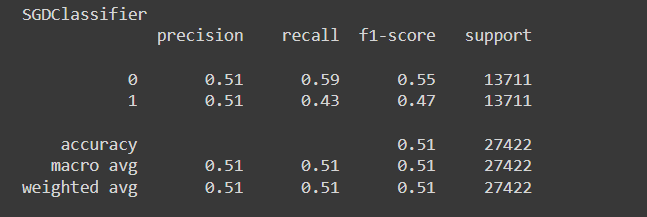 SGDClassifier
precision recall f1-score support
0 0.51 0.59 0.55 13711
1 0.51 0.43 0.47 13711
accuracy 0.51 27422
macro avg 0.51 0.51 0.51 27422
weighted avg 0.51 0.51 0.51 27422